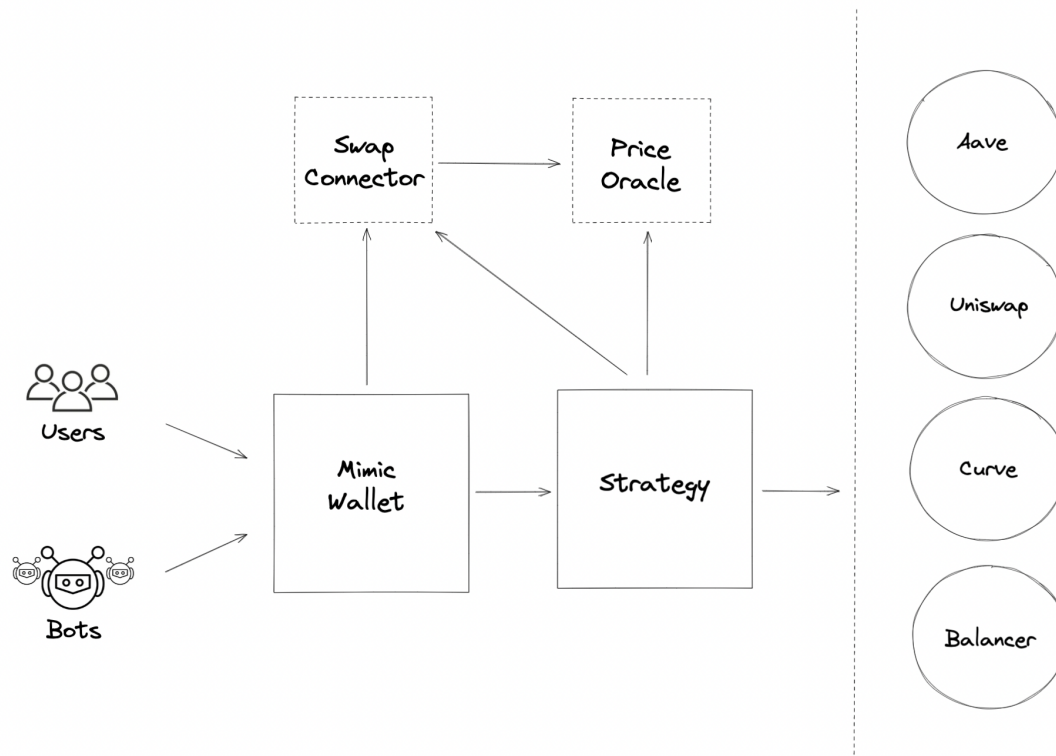 Swap
Connector
Price
Oracle
Aave
Uniswap
Users
Mimic
Wallet
Strategy
Curve
Bots
Balancer